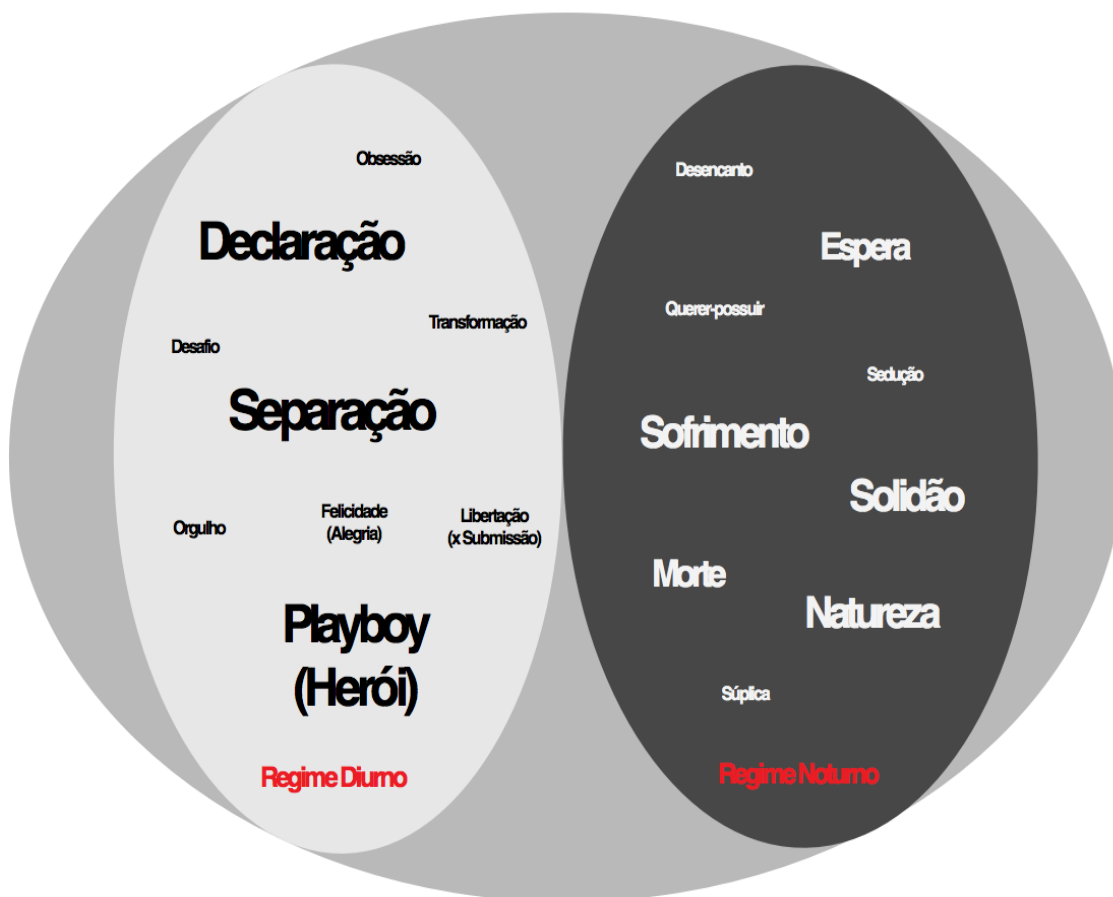 Obsessão
Declaração
Transformação
Desafio
Separação
Orgulho
Felicidade
(Alegria)
Libertação
(x Submissão)
Playboy
(Herói)
Regime Diurno
Desencanto
Espera
Querer-possuir
Sedução
Sofrimento
Solidão
Morte
Natureza
Súplica
Regime Noturno